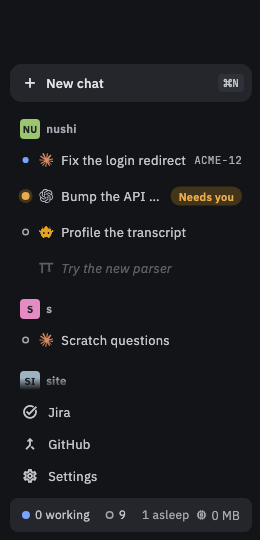 New chat ⌘N
NU nushi
Fix the login redirect ACME-12
Bump the API ... Needs you
Profile the transcript
Try the new parser
S s
Scratch questions
SI site
Jira
GitHub
Settings
0 working 9 1 asleep 0 MB